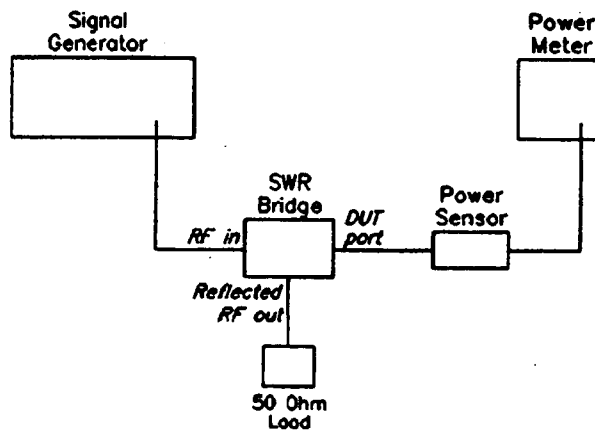 Signal
Generator
Power
Meter
SWR
Bridge
Power
Sensor
RF in
DUT
port
Reflected
RF out
50 Ohm
Load